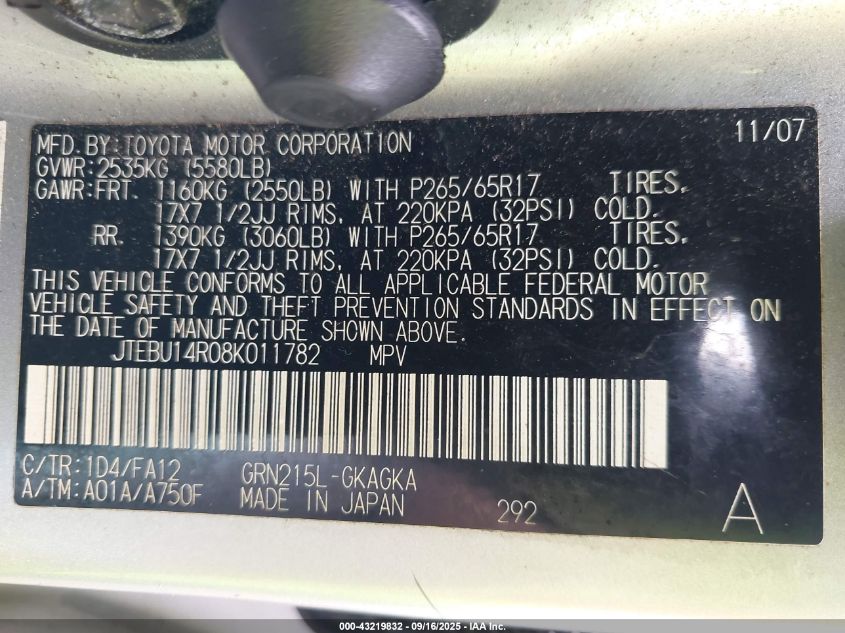 11/07
MFD.BY:TOYOTA MOTOR CORPORATION
GVWR:2535KG (5580LB)
GAWR:FRT. 1160KG (2550LB) WITH P265/65R17 TIRES,
17X7 1/2JJ RIMS, AT 220KPA (32PSI) COLD.
RR. 1390KG (3060LB) WITH P265/65R17 TIRES,
17X7 1/2JJ RIMS, AT 220KPA (32PSI) COLD.
THIS VEHICLE CONFORMS TO ALL APPLICABLE FEDERAL MOTOR
VEHICLE SAFETY AND THEFT PREVENTION STANDARDS IN EFFECT ON
THE DATE OF MANUFACTURE SHOWN ABOVE.
JTEBU14R08K011782 MPV
C/TR:1D4/FA12 GRN215L-GKAGKA
A/TM:A01A/A750F MADE IN JAPAN 292 A
000-43219832 - 09/16/2025 - IAA Inc.